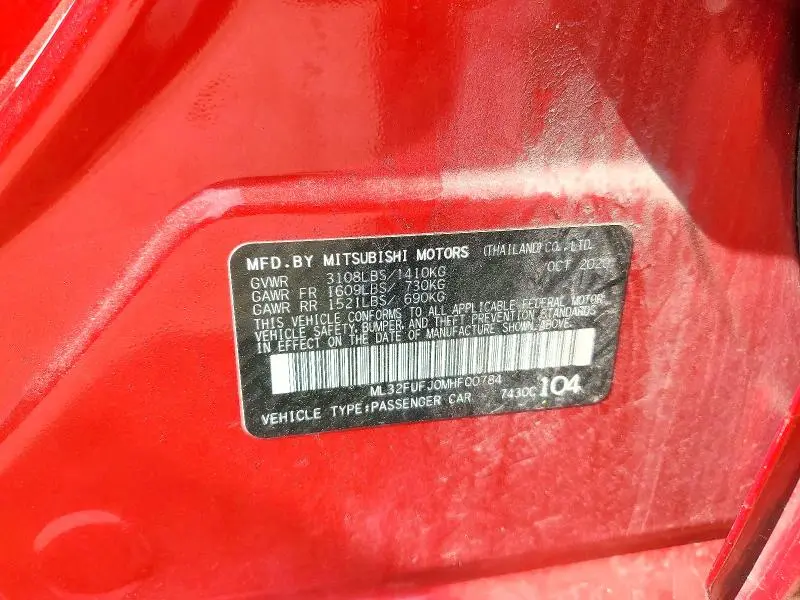 MFD.BY MITSUBISHI MOTORS (THAILAND)CO.,LTD.
GVWR 3108LBS/1410KG OCT 2020
GAWR FR 1609LBS/ 730KG
GAWR RR 1521LBS/ 690KG
THIS VEHICLE CONFORMS TO ALL APPLICABLE FEDERAL MOTOR
VEHICLE SAFETY, BUMPER, AND THEFT PREVENTION STANDARDS
IN EFFECT ON THE DATE OF MANUFACTURE SHOWN ABOVE.
ML32FUFJ0MHF00784
VEHICLE TYPE:PASSENGER CAR 7430C 104